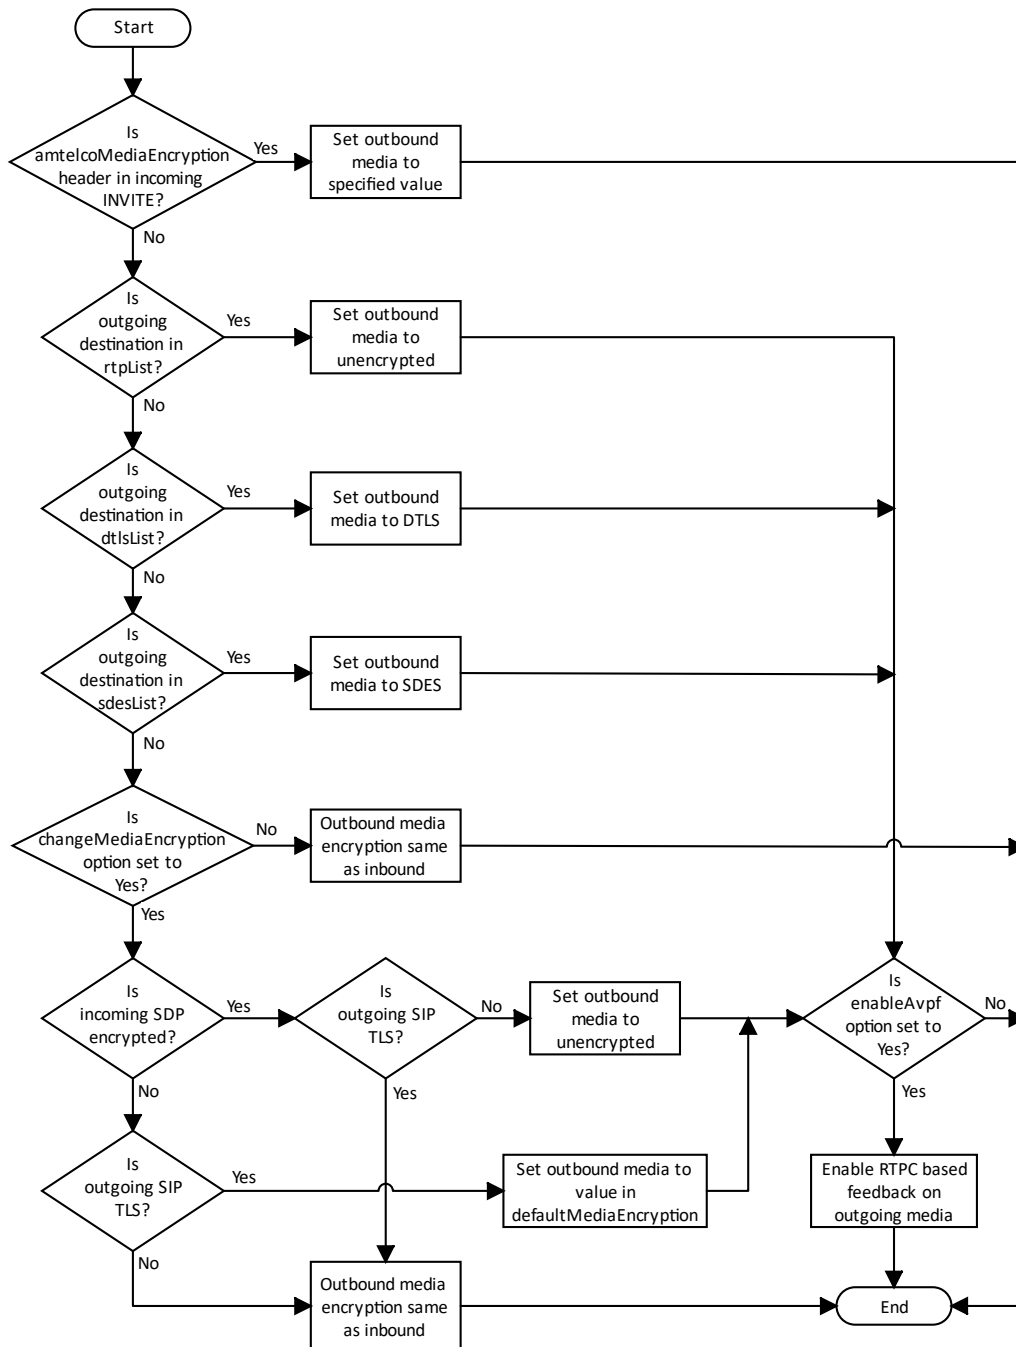 Start
Is
amtelcoMediaEncryption
header in incoming
INVITE?
Yes
Set outbound
media to
specified value
No
Is
outgoing
destination in
rtpList?
Yes
Set outbound
media to
unencrypted
No
Is
outgoing
destination in
dtlsList?
Yes
Set outbound
media to DTLS
No
Is
outgoing
destination in
sdesList?
Yes
Set outbound
media to SDES
No
Is
changeMediaEncryption
option set to
Yes?
No
Outbound media
encryption same
as inbound
Yes
Is
incoming SDP
encrypted?
Yes
Is
outgoing SIP
TLS?
No
Set outbound
media to
unencrypted
Is
enableAvpf
option set to
Yes?
No
No
Yes
Yes
Is
outgoing SIP
TLS?
Yes
Set outbound media to
value in
defaultMediaEncryption
Enable RTPC based
feedback on
outgoing media
No
Outbound media
encryption same
as inbound
End